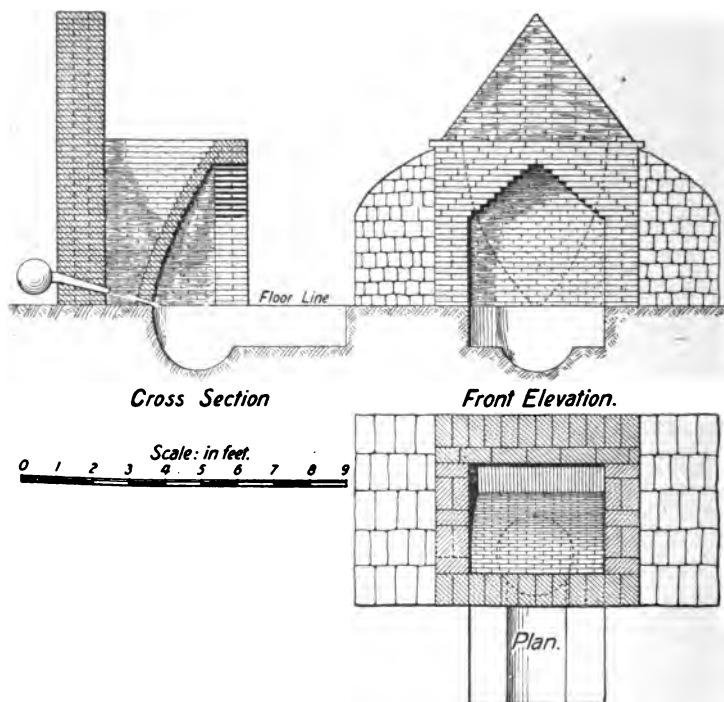 Floor Line
Cross Section
Front Elevation.
Scale: in feet.
0 1 2 3 4 5 6 7 8 9
Plan.